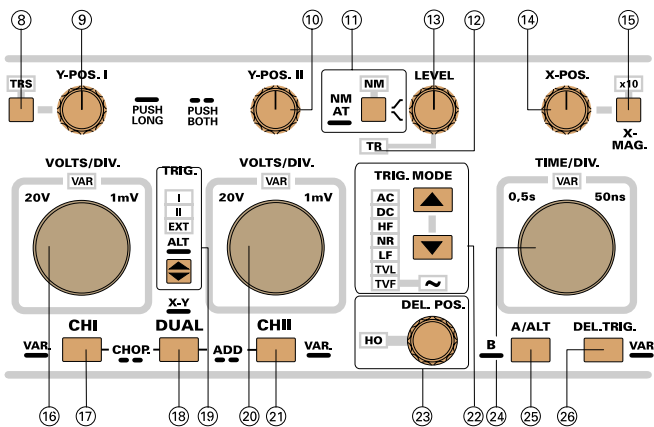 8 9 10 11 13 12 14 15
TRS Y-POS. I Y-POS. II NM LEVEL X-POS. x10
PUSH LONG
PUSH BOTH
NM AT
TR
X-MAG.
VOLTS/DIV.
VAR
20V 1mV
TRIG.
I
II
EXT
ALT
X-Y
VOLTS/DIV.
VAR
20V 1mV
TRIG. MODE
AC
DC
HF
NR
LF
TVL
TVF ~
TIME/DIV.
VAR
0,5s 50ns
DEL. POS.
HO
CHI DUAL CHII
VAR. CHOP. ADD VAR.
B A/ALT DEL.TRIG. VAR
16 17 18 19 20 21 23 22 24 25 26